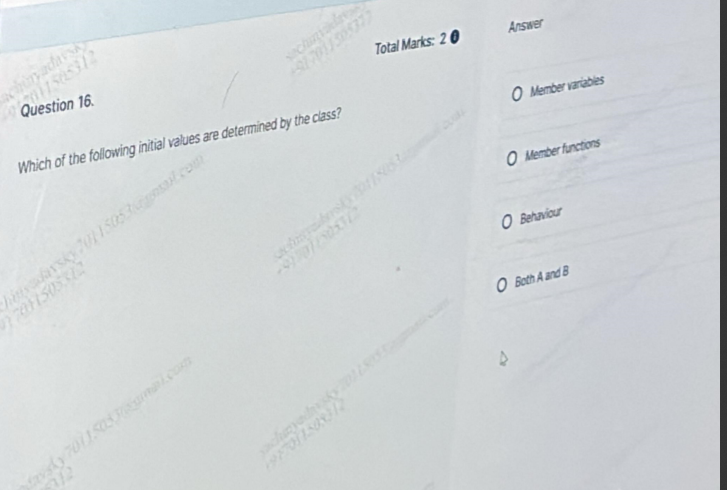 Total Marks: 2
Answer
Question 16.
Which of the following initial values are determined by the class?
Member variables
Member functions
Behaviour
Both A and B